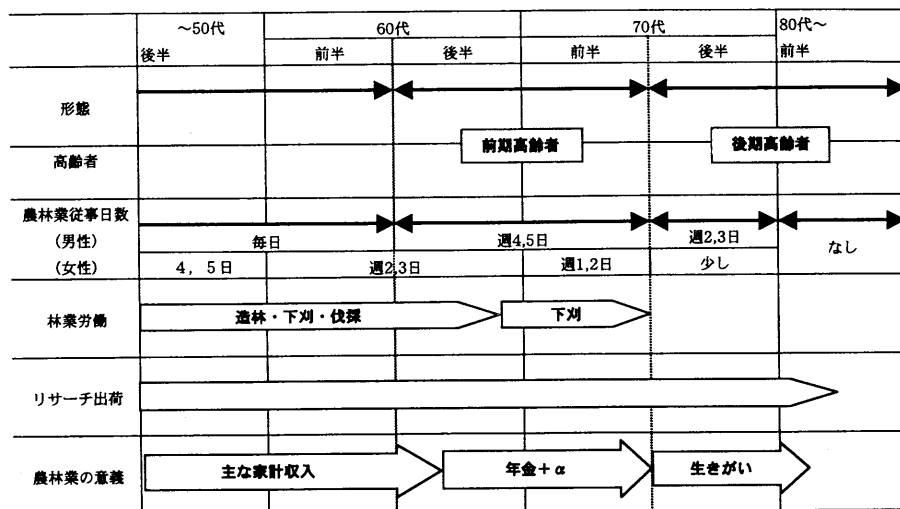 ～50代 60代 70代 80代～
後半 前半 後半 前半 後半 前半
形態
前期高齢者 後期高齢者
高齢者
農林業従事日数
(男性) 毎日 週4,5日 週2,3日 なし
(女性) 4，5日 週2,3日 週1,2日 少し
林業労働 造林・下刈・伐採 下刈
リサーチ出荷
農林業の意義 主な家計収入 年金＋α 生きがい